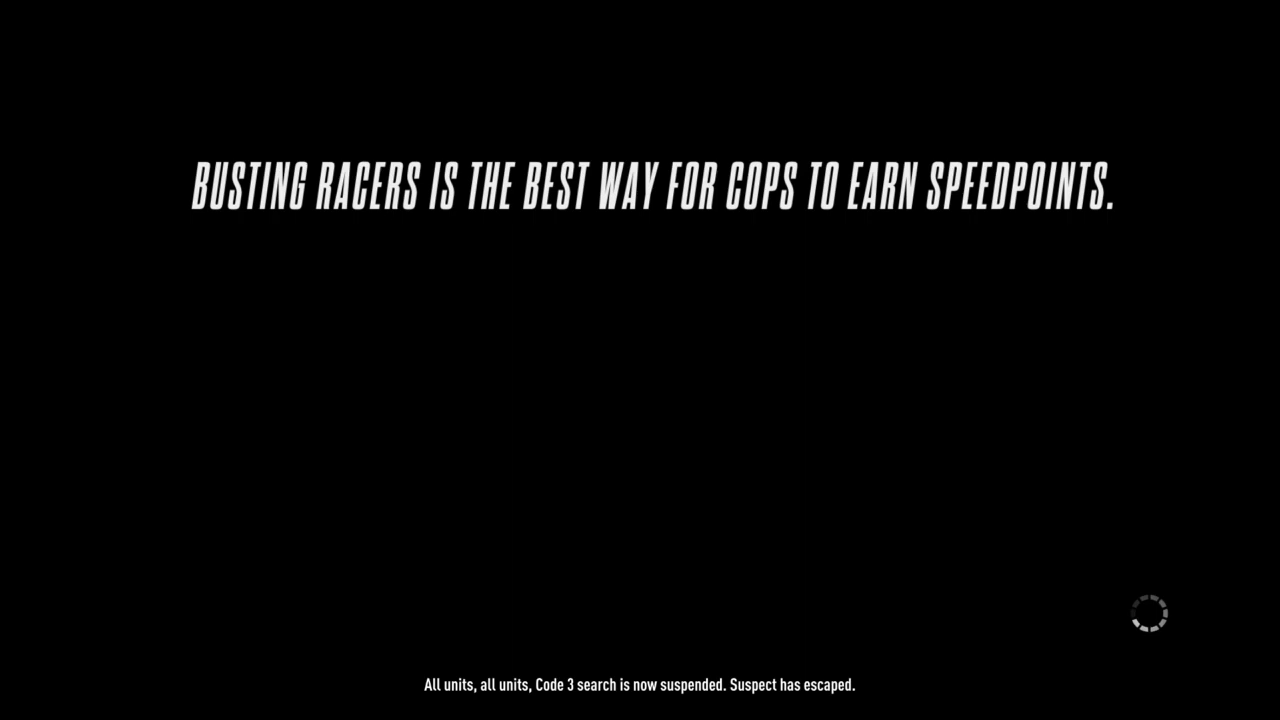 BUSTING RACERS IS THE BEST WAY FOR COPS TO EARN SPEEDPOINTS.
All units, all units, Code 3 search is now suspended. Suspect has escaped.